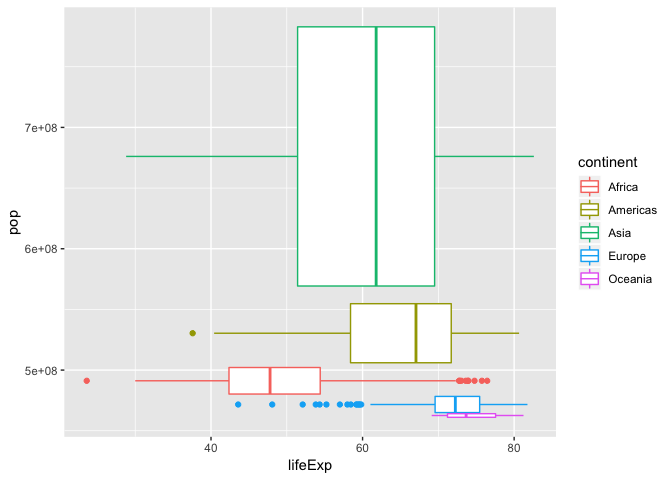 7e+08
6e+08
5e+08
pop
40 60 80
lifeExp
continent
Africa
Americas
Asia
Europe
Oceania